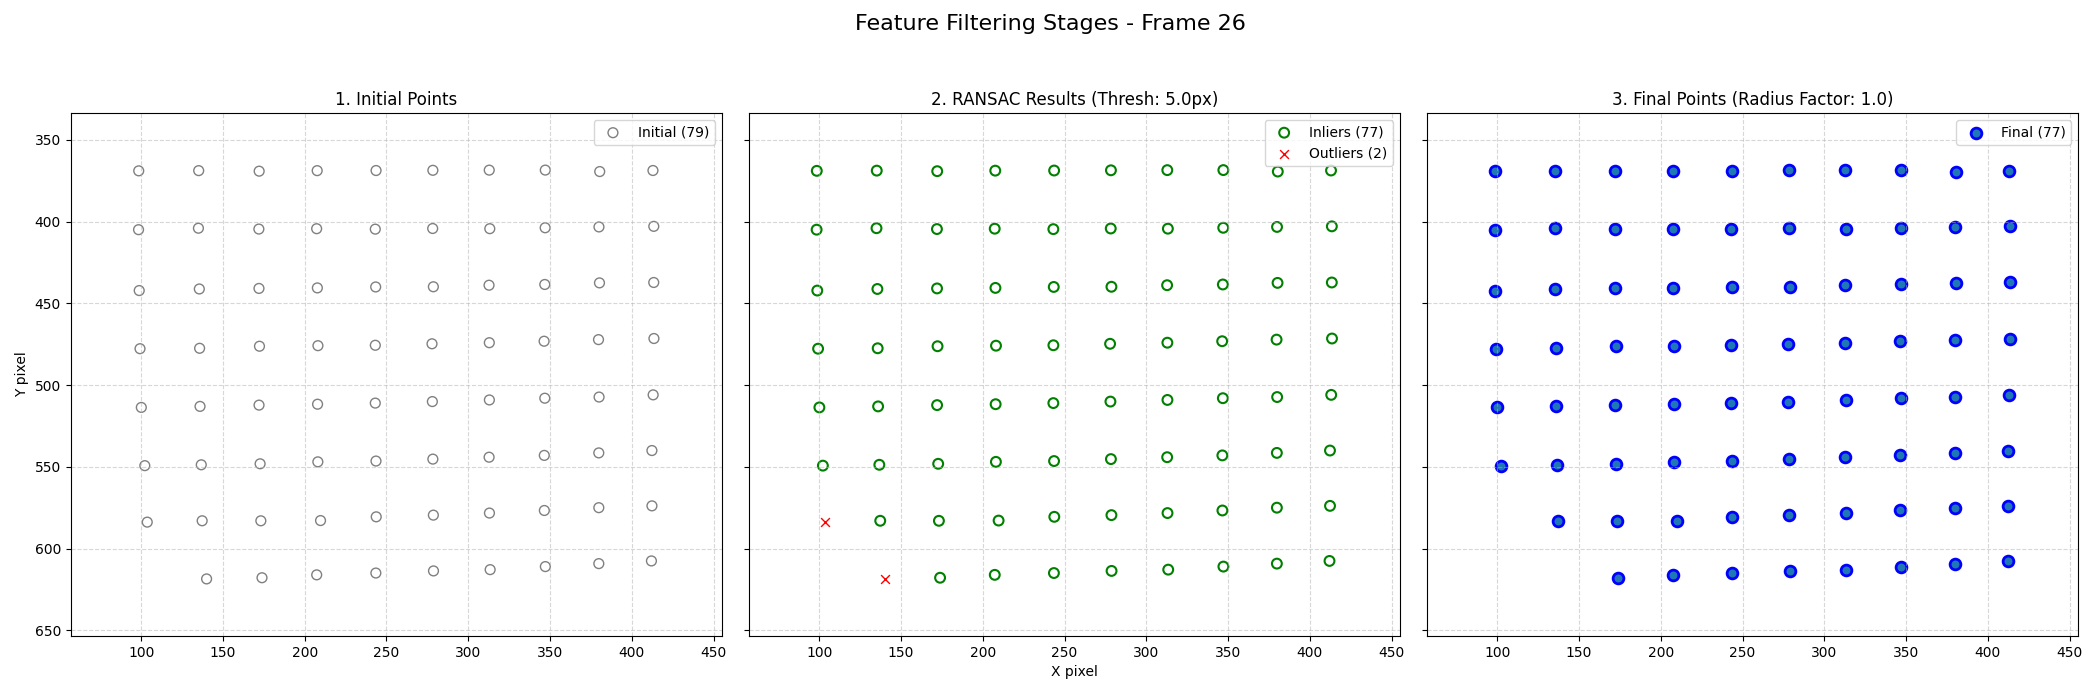 Feature Filtering Stages - Frame 26
1. Initial Points
Initial (79)
350
400
450
500
550
600
650
Y pixel
100 150 200 250 300 350 400 450
2. RANSAC Results (Thresh: 5.0px)
Inliers (77)
Outliers (2)
100 150 200 250 300 350 400 450
X pixel
3. Final Points (Radius Factor: 1.0)
Final (77)
100 150 200 250 300 350 400 450